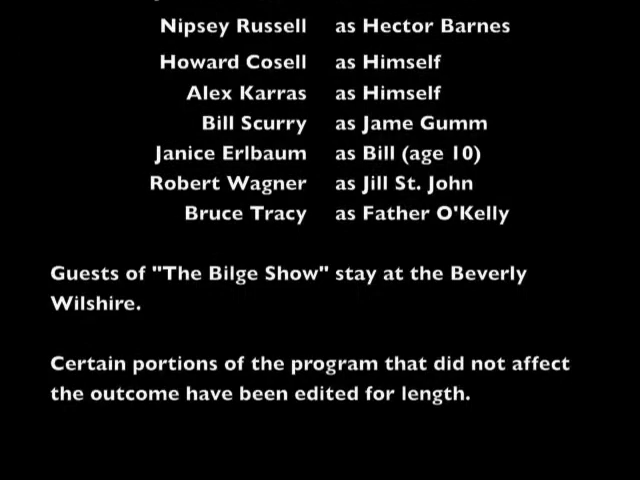 Nipsey Russell as Hector Barnes
Howard Cosell as Himself
Alex Karras as Himself
Bill Scurry as Jame Gumm
Janice Erlbaum as Bill (age 10)
Robert Wagner as Jill St. John
Bruce Tracy as Father O'Kelly
Guests of "The Bilge Show" stay at the Beverly
Wilshire.
Certain portions of the program that did not affect
the outcome have been edited for length.